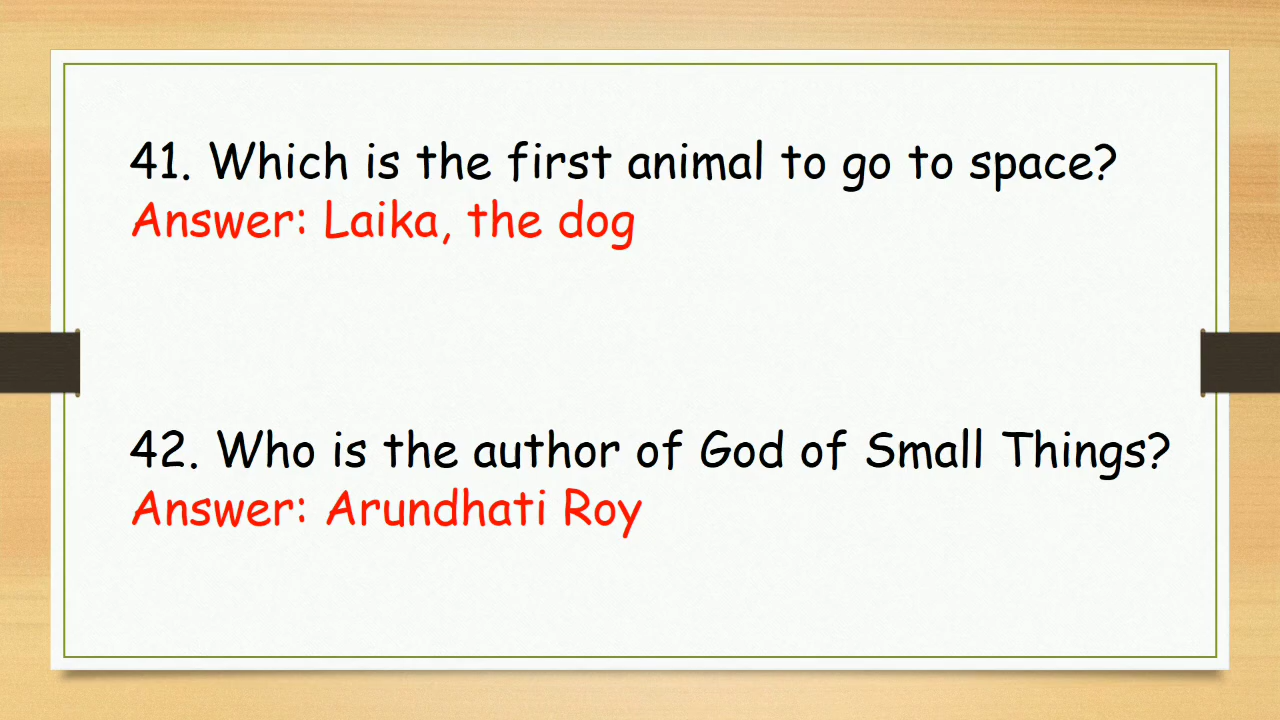 41. Which is the first animal to go to space?
Answer: Laika, the dog
42. Who is the author of God of Small Things?
Answer: Arundhati Roy